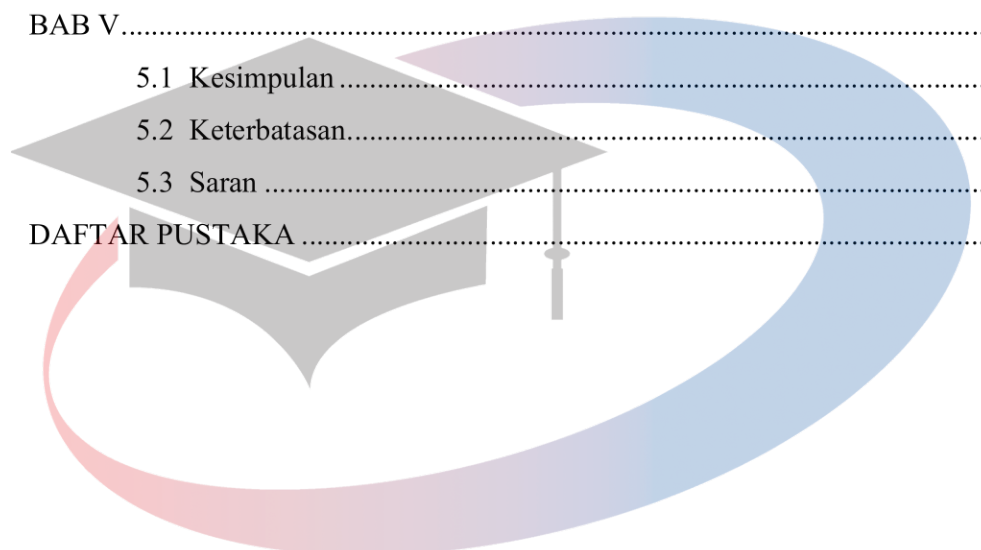 BAB V....................................................................................................
5.1 Kesimpulan.............................................................................
5.2 Keterbatasan............................................................................
5.3 Saran .......................................................................................
DAFTAR PUSTAKA ...........................................................................